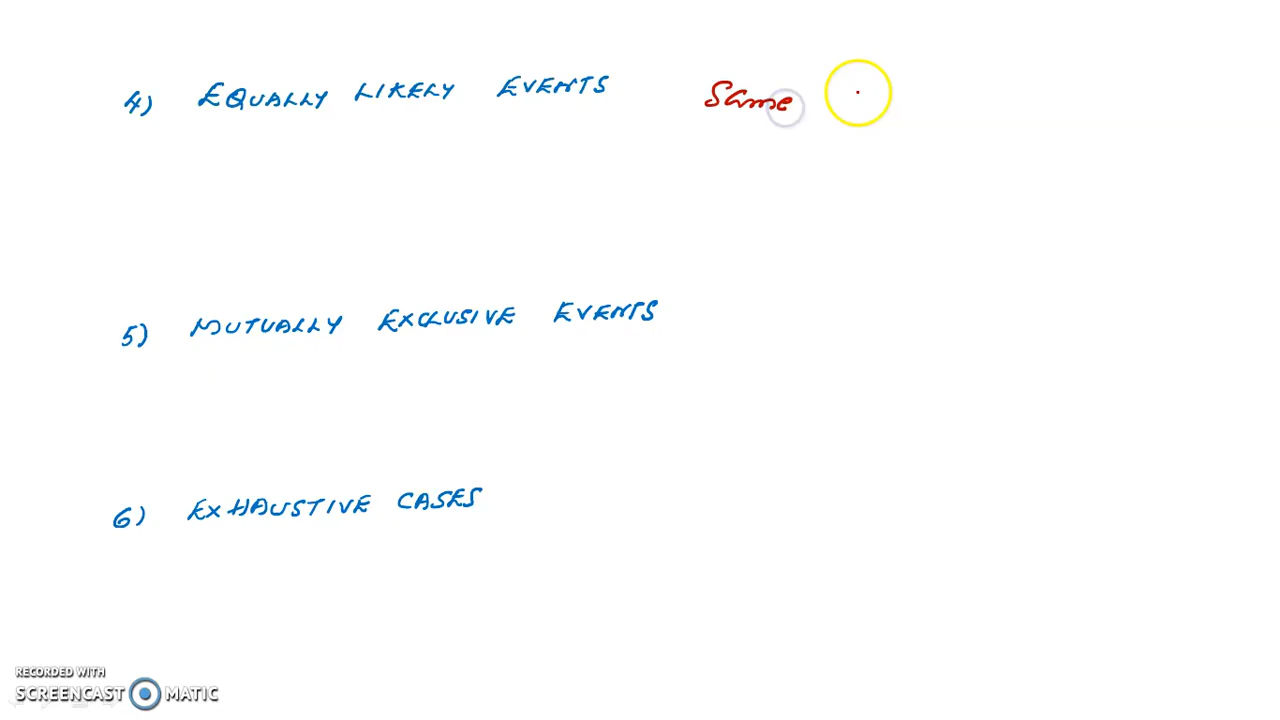 4) EQUALLY LIKELY EVENTS Same
5) MUTUALLY EXCLUSIVE EVENTS
6) EXHAUSTIVE CASES
RECORDED WITH
SCREENCAST MATIC